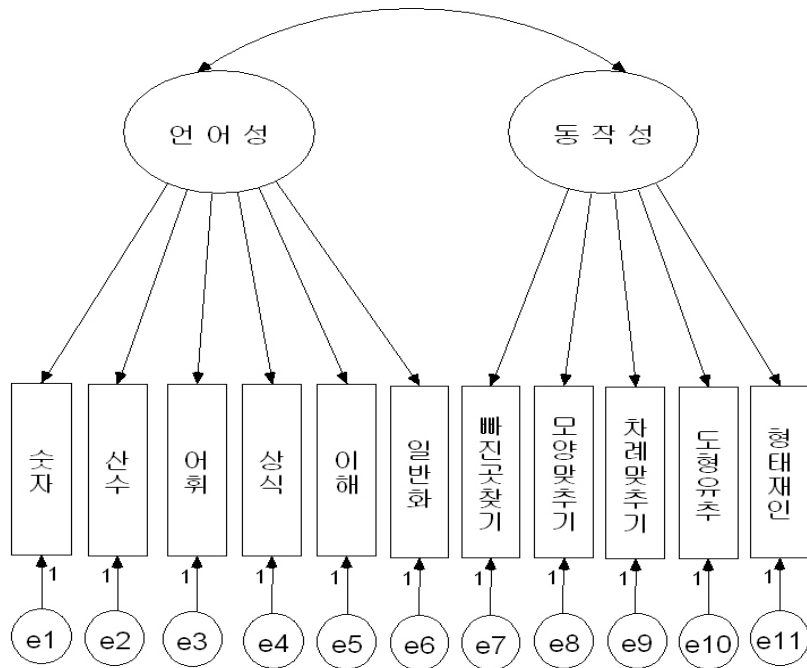 언어성
동작성
숫자
산수
어휘
상식
이해
일반화
빠진곳찾기
모양맞추기
차례맞추기
도형유추
형태재인
1 1 1 1 1 1 1 1 1 1 1
e1 e2 e3 e4 e5 e6 e7 e8 e9 e10 e11